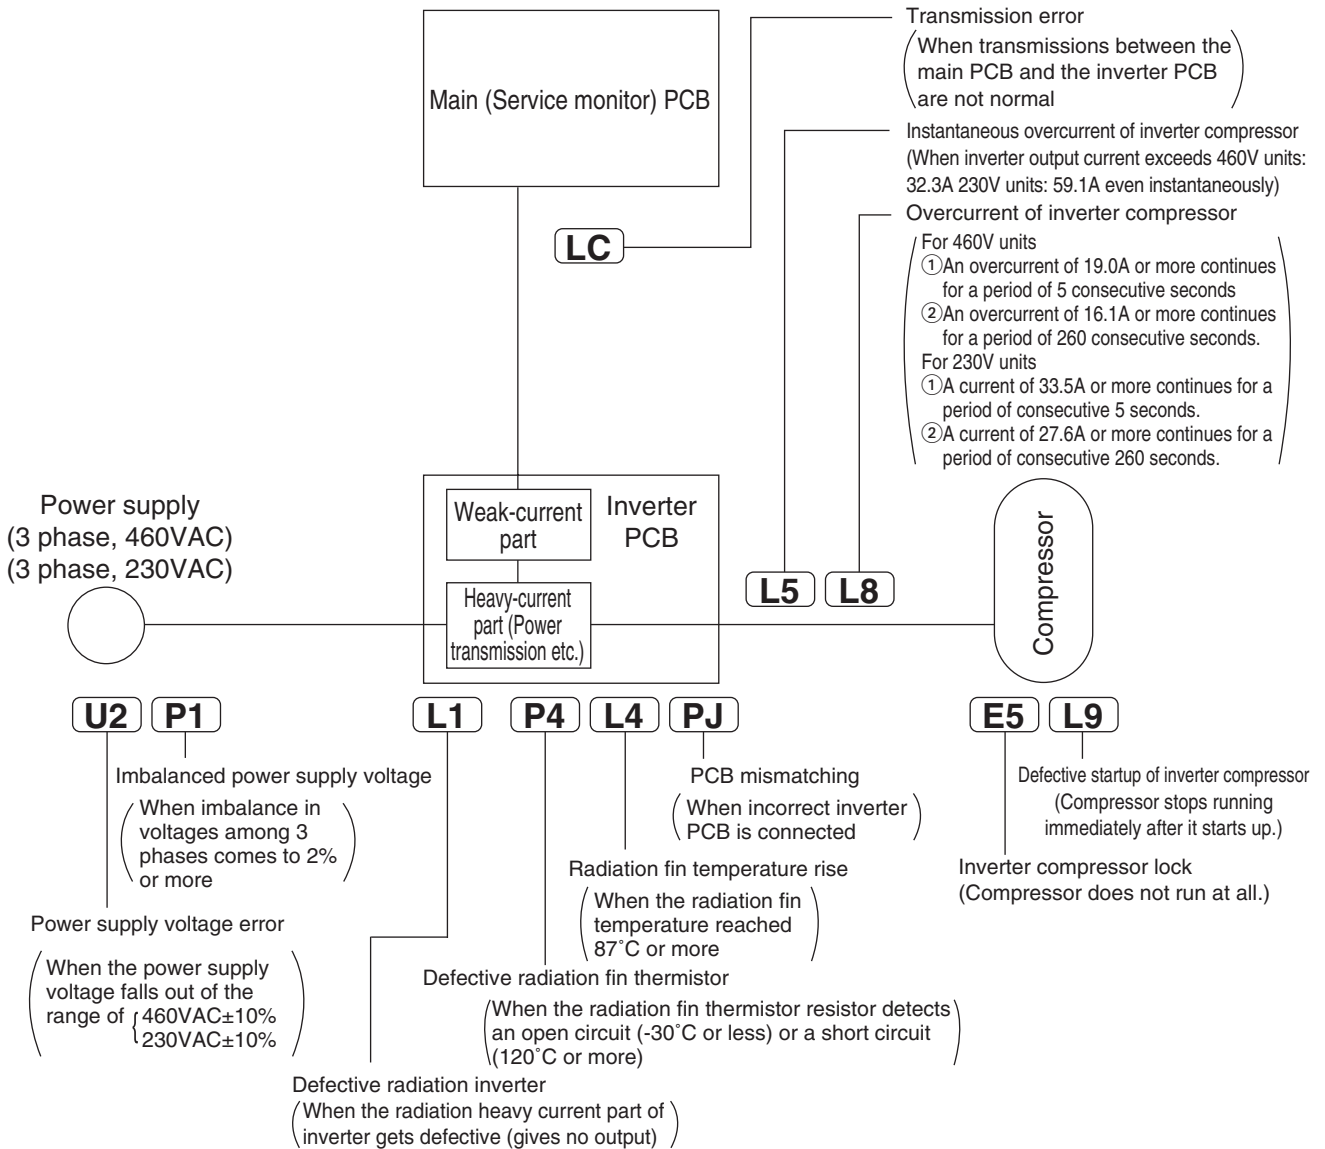 Main (Service monitor) PCB
LC
Transmission error
When transmissions between the
main PCB and the inverter PCB
are not normal
Instantaneous overcurrent of inverter compressor
(When inverter output current exceeds 460V units:
32.3A 230V units: 59.1A even instantaneously)
Overcurrent of inverter compressor
For 460V units
①An overcurrent of 19.0A or more continues
for a period of 5 consecutive seconds
②An overcurrent of 16.1A or more continues
for a period of 260 consecutive seconds.
For 230V units
①A current of 33.5A or more continues for a
period of consecutive 5 seconds.
②A current of 27.6A or more continues for a
period of consecutive 260 seconds.
Power supply
(3 phase, 460VAC)
(3 phase, 230VAC)
Weak-current
part
Inverter
PCB
Heavy-current
part (Power
transmission etc.)
L5 L8
Compressor
U2 P1
L1
P4 L4 PJ
E5 L9
Imbalanced power supply voltage
When imbalance in
voltages among 3
phases comes to 2%
or more
PCB mismatching
When incorrect inverter
PCB is connected
Defective startup of inverter compressor
(Compressor stops running
immediately after it starts up.)
Radiation fin temperature rise
When the radiation fin
temperature reached
87˚C or more
Inverter compressor lock
(Compressor does not run at all.)
Power supply voltage error
When the power supply
voltage falls out of the
range of { 460VAC±10%
230VAC±10%
Defective radiation fin thermistor
When the radiation fin thermistor resistor detects
an open circuit (-30˚C or less) or a short circuit
(120˚C or more)
Defective radiation inverter
When the radiation heavy current part of
inverter gets defective (gives no output)